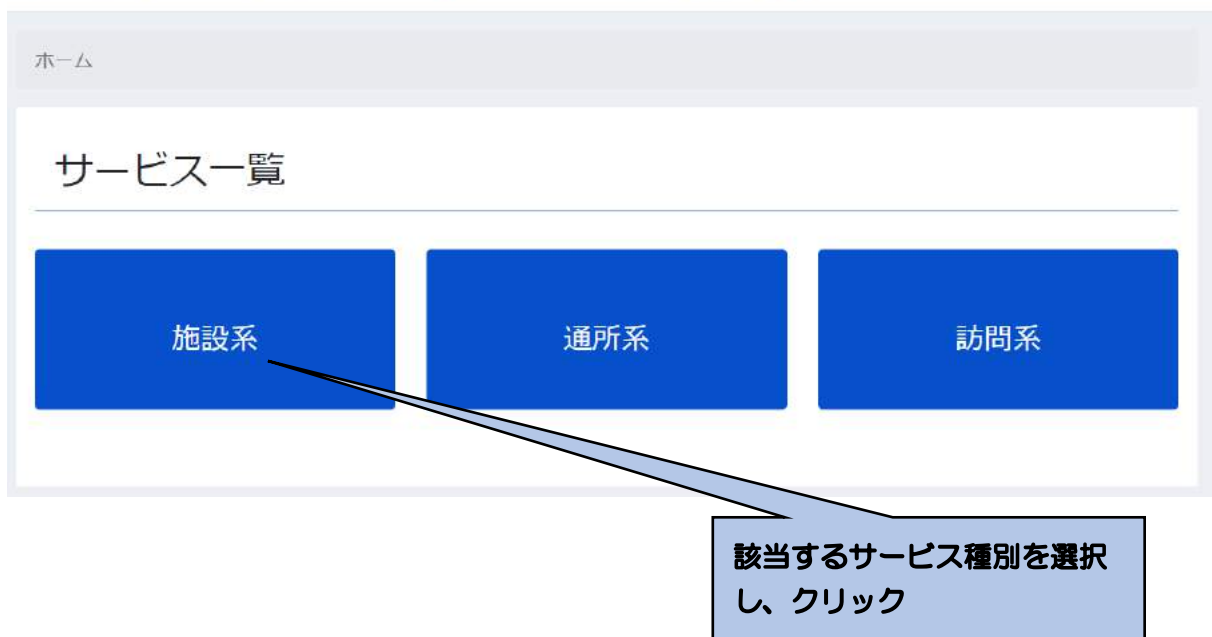 ホーム
サービス一覧
施設系
通所系
訪問系
該当するサービス種別を選択
し、クリック